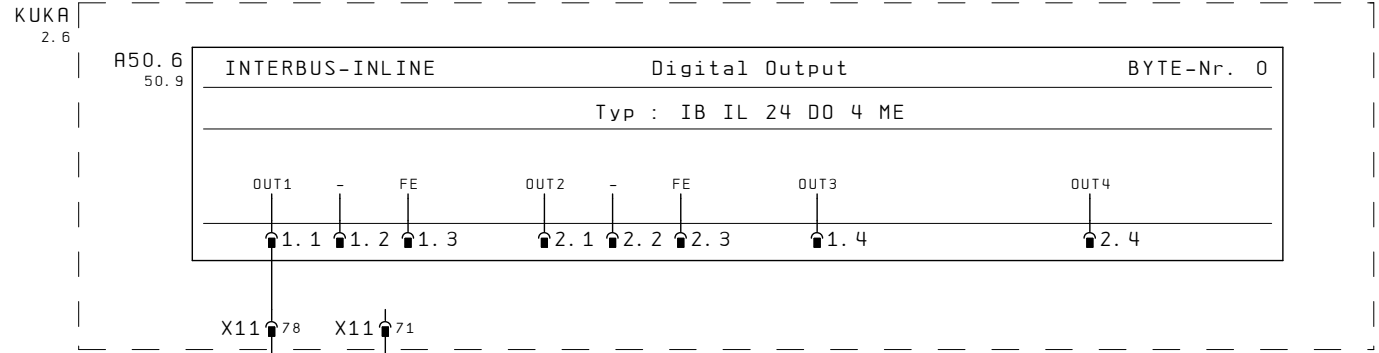 KUKA
2.6
A50.6
50.9
INTERBUS-INLINE Digital Output BYTE-Nr. 0
Typ : IB IL 24 DO 4 ME
OUT1 - FE OUT2 - FE OUT3 OUT4
1.1 1.2 1.3 2.1 2.2 2.3 1.4 2.4
X11 78 X11 71